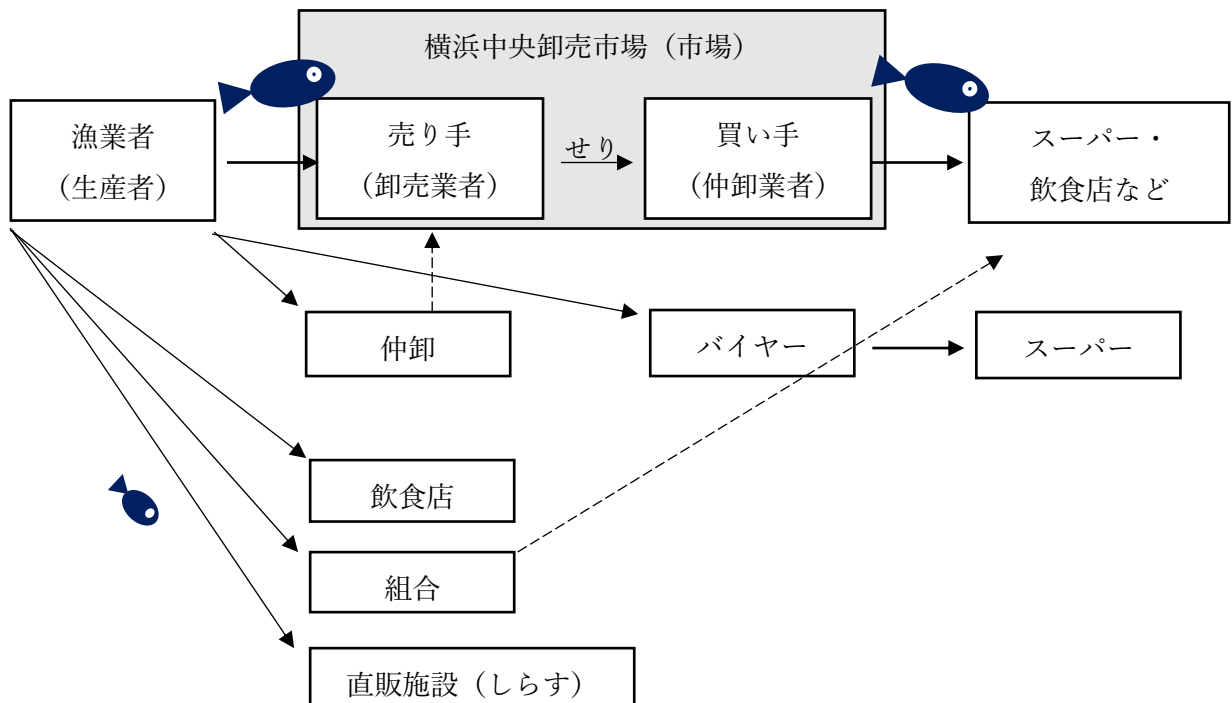 横浜中央卸売市場（市場）
漁業者
（生産者）
売り手
（卸売業者）
せり
買い手
（仲卸業者）
スーパー・
飲食店など
仲卸
バイヤー
スーパー
飲食店
組合
直販施設（しらす）